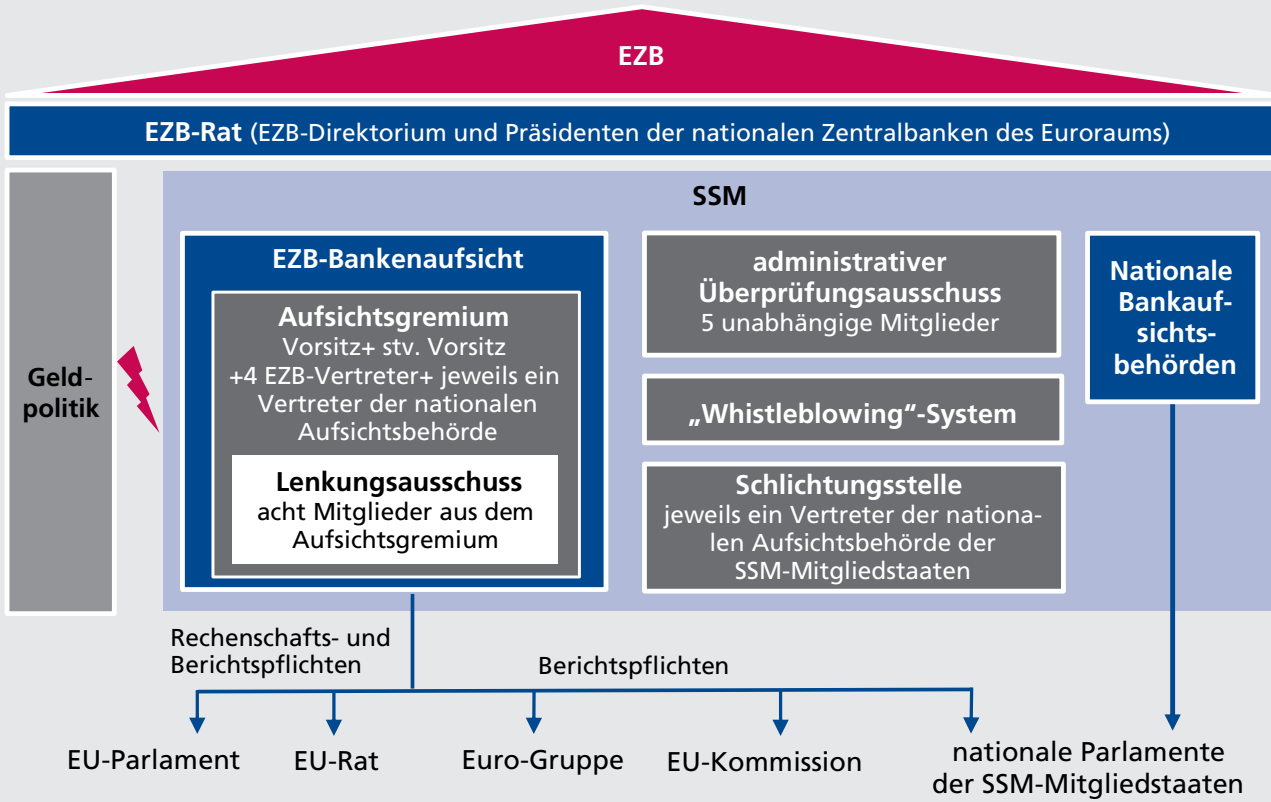 EZB
EZB-Rat (EZB-Direktorium und Präsidenten der nationalen Zentralbanken des Euroraums)
Geld-
politik
SSM
EZB-Bankenaufsicht
Aufsichtsgremium
Vorsitz+ stv. Vorsitz
+4 EZB-Vertreter+ jeweils ein
Vertreter der nationalen
Aufsichtsbehörde
Lenkungsausschuss
acht Mitglieder aus dem
Aufsichtsgremium
administrativer
Überprüfungsausschuss
5 unabhängige Mitglieder
„Whistleblowing“-System
Schlichtungsstelle
jeweils ein Vertreter der nationa-
len Aufsichtsbehörde der
SSM-Mitgliedstaaten
Nationale
Bankauf-
sichts-
behörden
Rechenschafts- und
Berichtspflichten
Berichtspflichten
EU-Parlament
EU-Rat
Euro-Gruppe
EU-Kommission
nationale Parlamente
der SSM-Mitgliedstaaten